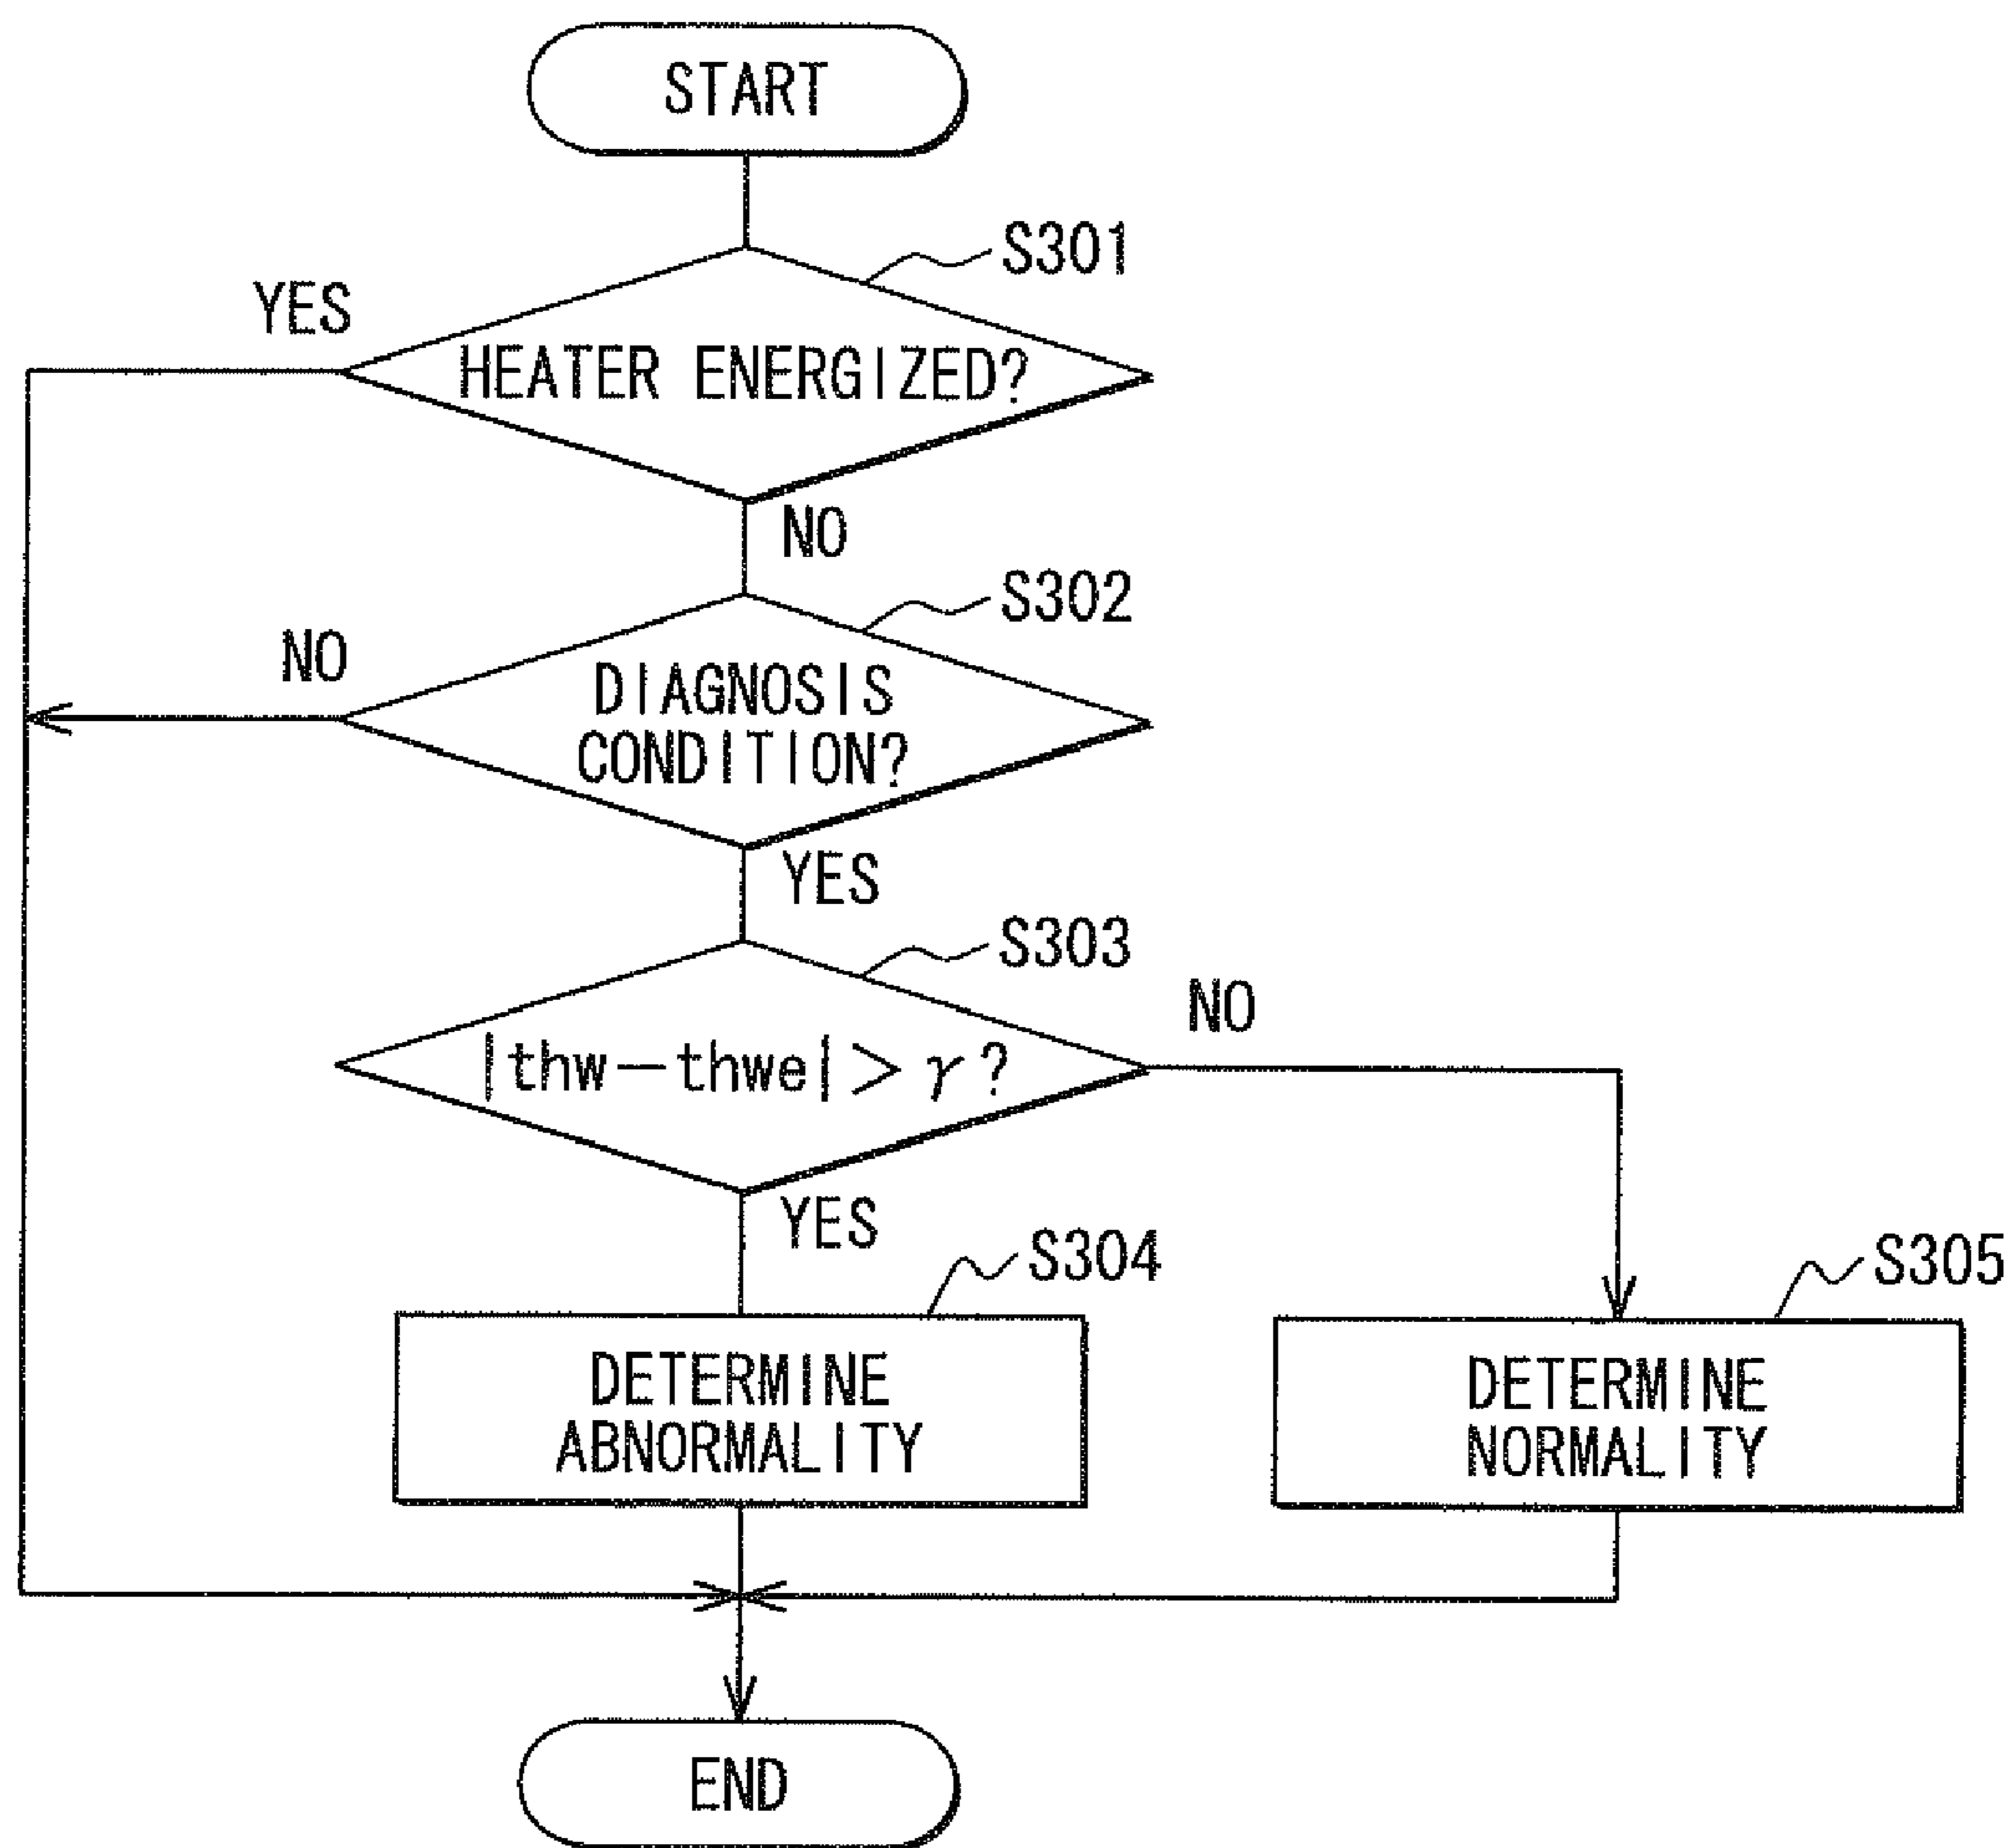 START
S301
YES
HEATER ENERGIZED?
NO
S302
NO
DIAGNOSIS
CONDITION?
YES
S303
NO
|thw-thwe|>γ?
YES
S304
S305
DETERMINE
ABNORMALITY
DETERMINE
NORMALITY
END